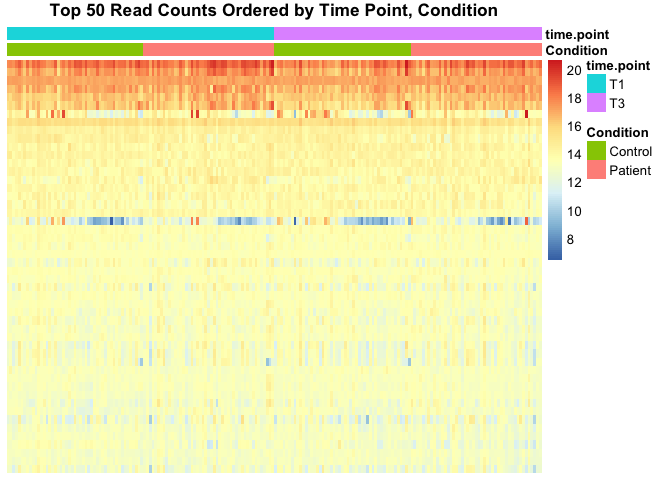 Top 50 Read Counts Ordered by Time Point, Condition
time.point
Condition
20
18
16
14
12
10
8
time.point
T1
T3
Condition
Control
Patient